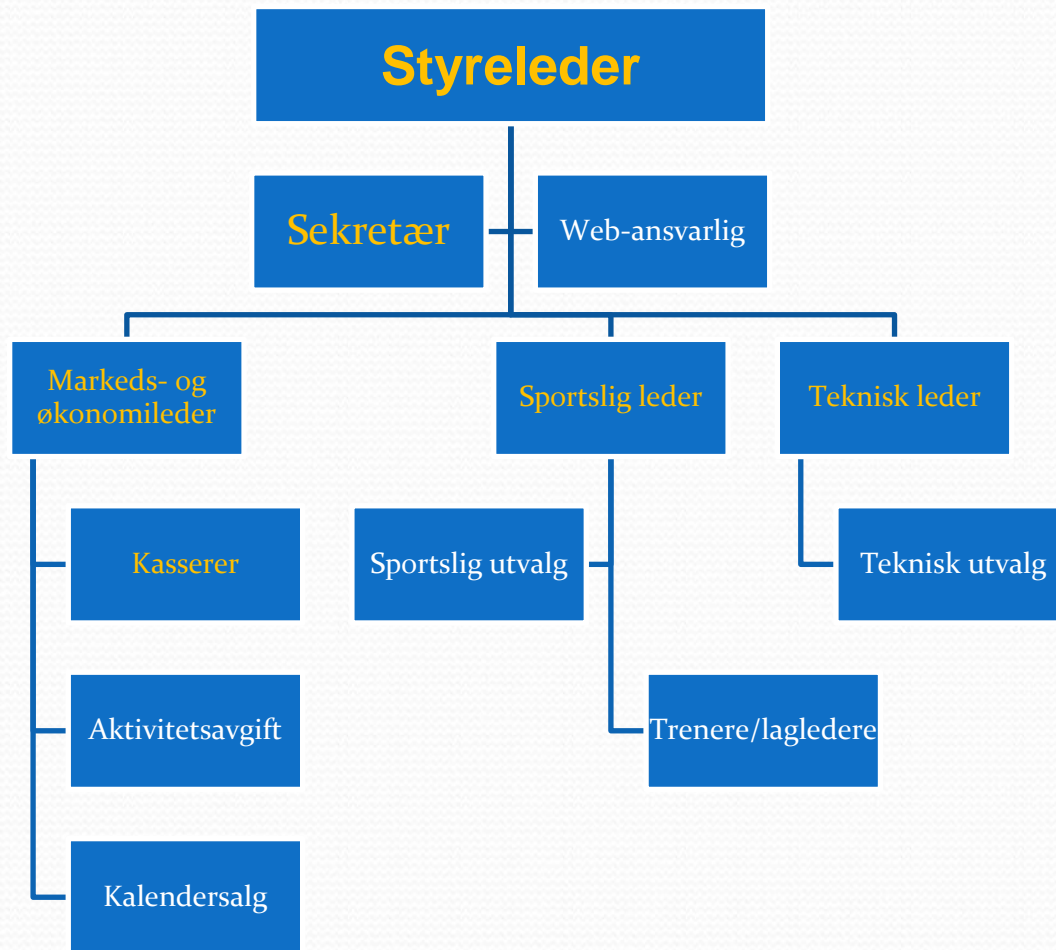 Styreleder
Sekretær
Web-ansvarlig
Markeds- og
økonomileder
Sportslig leder
Teknisk leder
Kasserer
Sportslig utvalg
Teknisk utvalg
Aktivitetsavgift
Trenere/lagledere
Kalendersalg